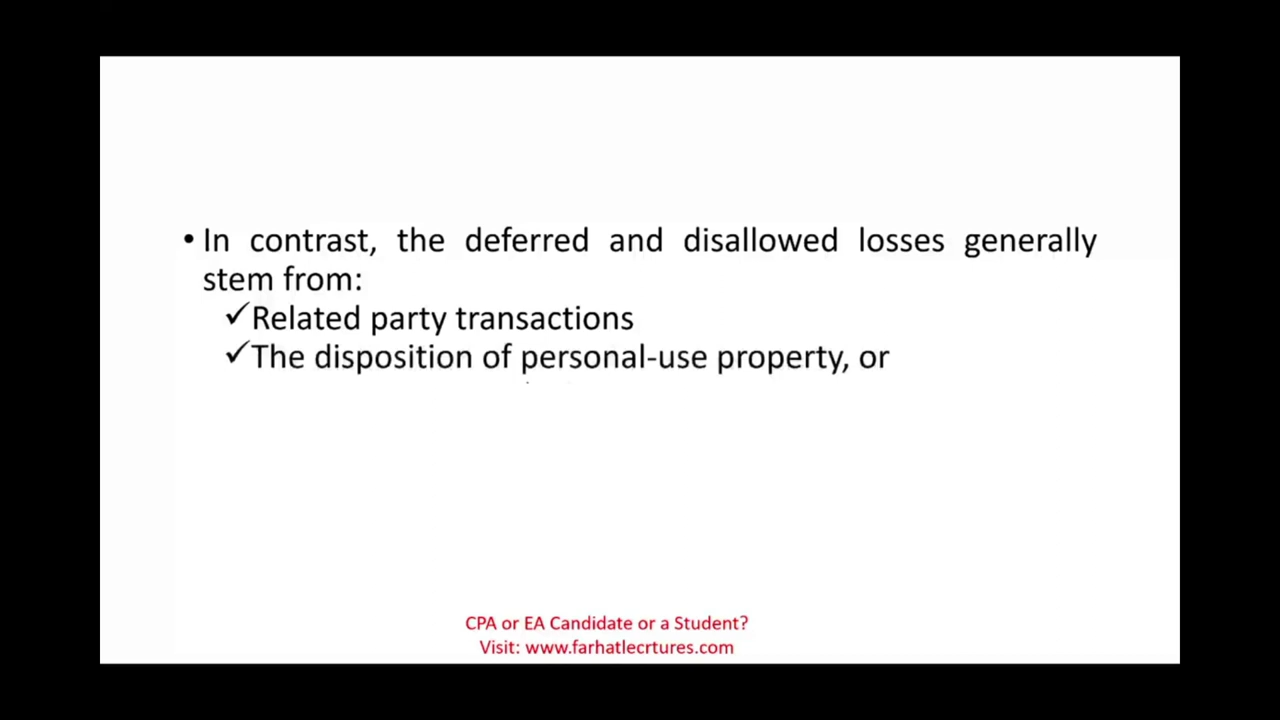 • In contrast, the deferred and disallowed losses generally
stem from:
✓Related party transactions
✓The disposition of personal-use property, or
CPA or EA Candidate or a Student?
Visit: www.farhatlecrtures.com